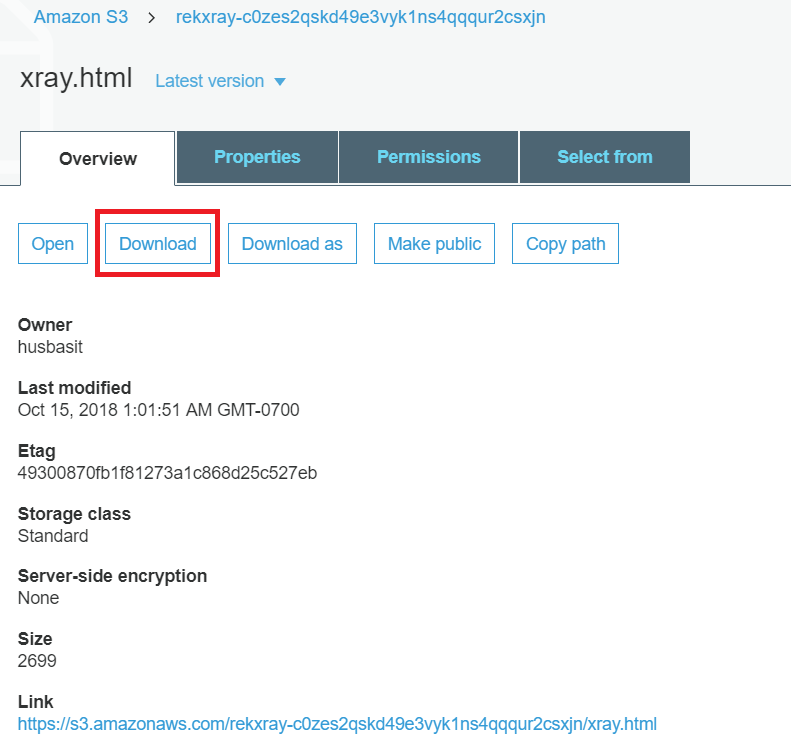 Amazon S3 > rekxray-c0zes2qskd49e3vyk1ns4qqqur2csxjn
xray.html Latest version
Overview Properties Permissions Select from
Open Download Download as Make public Copy path
Owner
husbasit
Last modified
Oct 15, 2018 1:01:51 AM GMT-0700
Etag
49300870fb1f81273a1c868d25c527eb
Storage class
Standard
Server-side encryption
None
Size
2699
Link
https://s3.amazonaws.com/rekxray-c0zes2qskd49e3vyk1ns4qqqur2csxjn/xray.html